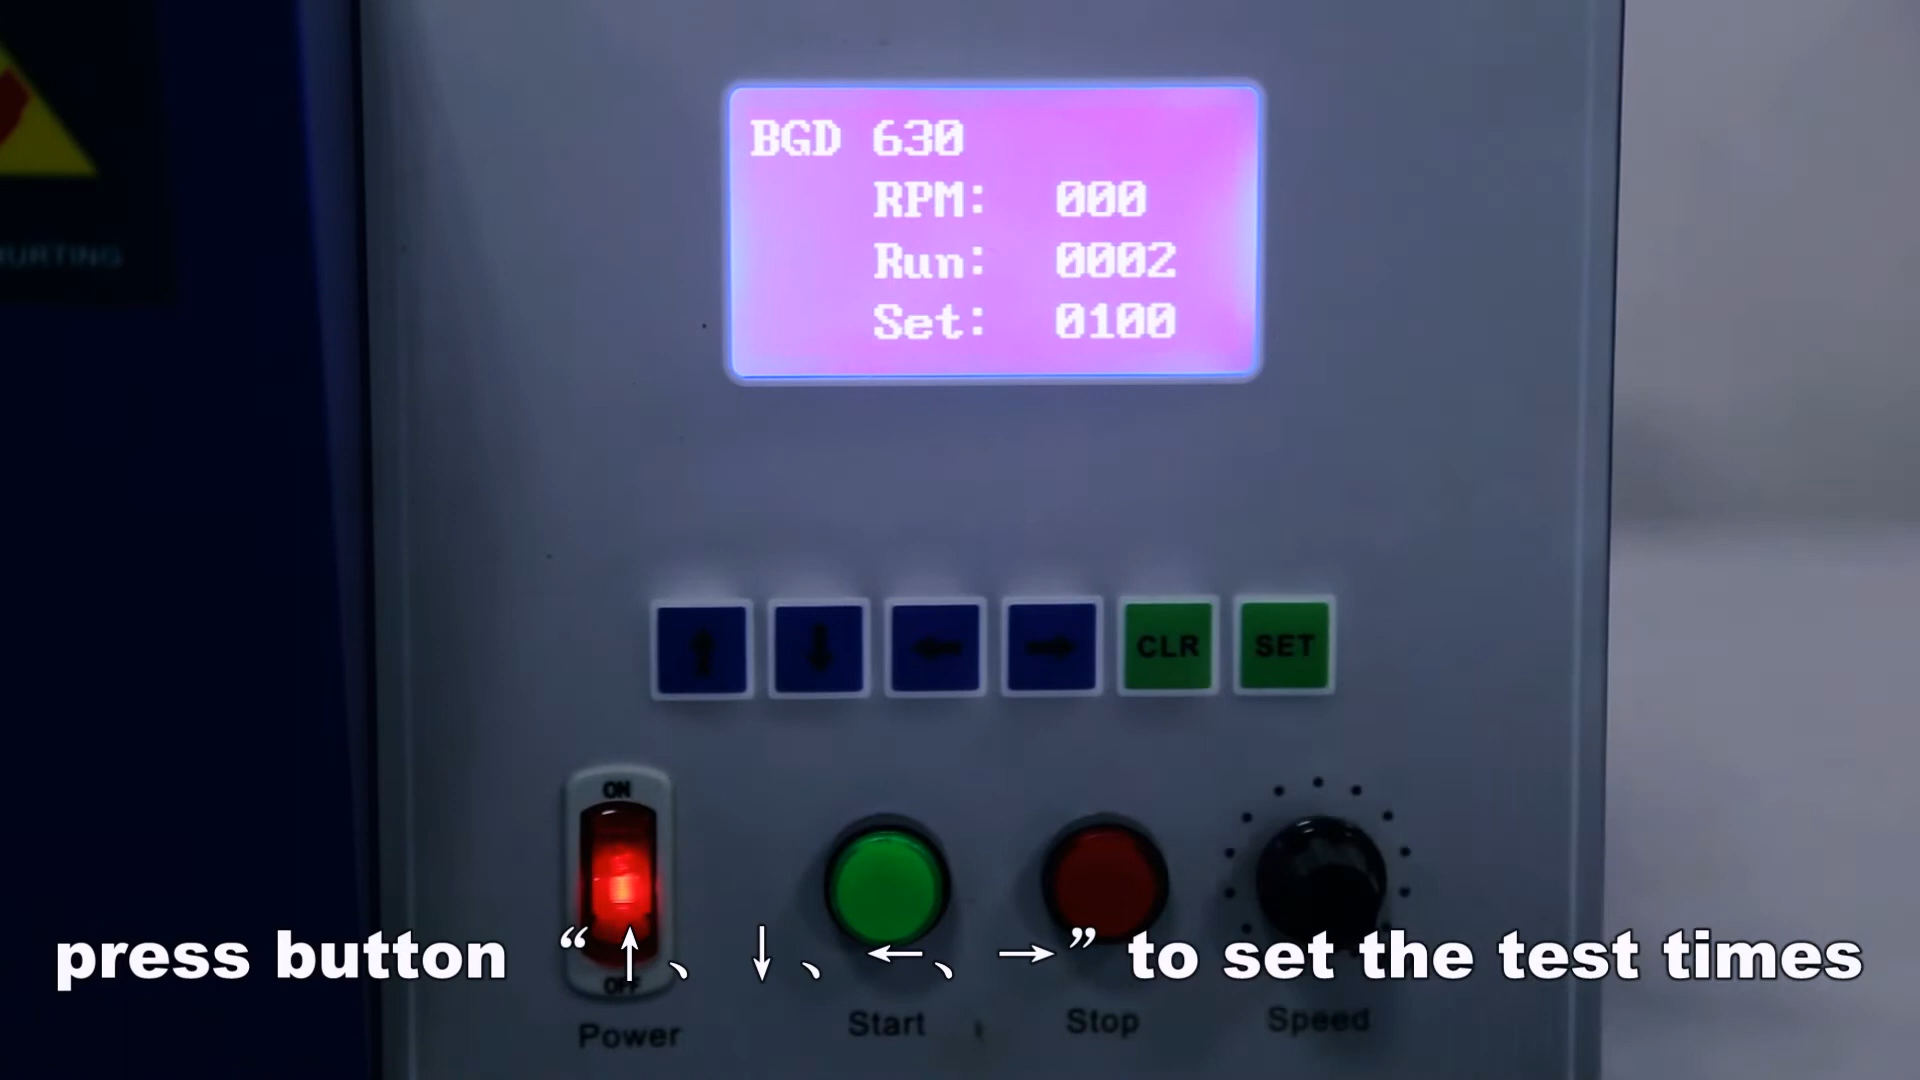 BGD 630
RPM: 000
Run: 0002
Set: 0100
↑ ↓ ← → CLR SET
ON
OFF
Power Start Stop Speed
press button “↑、↓、←、→” to set the test times